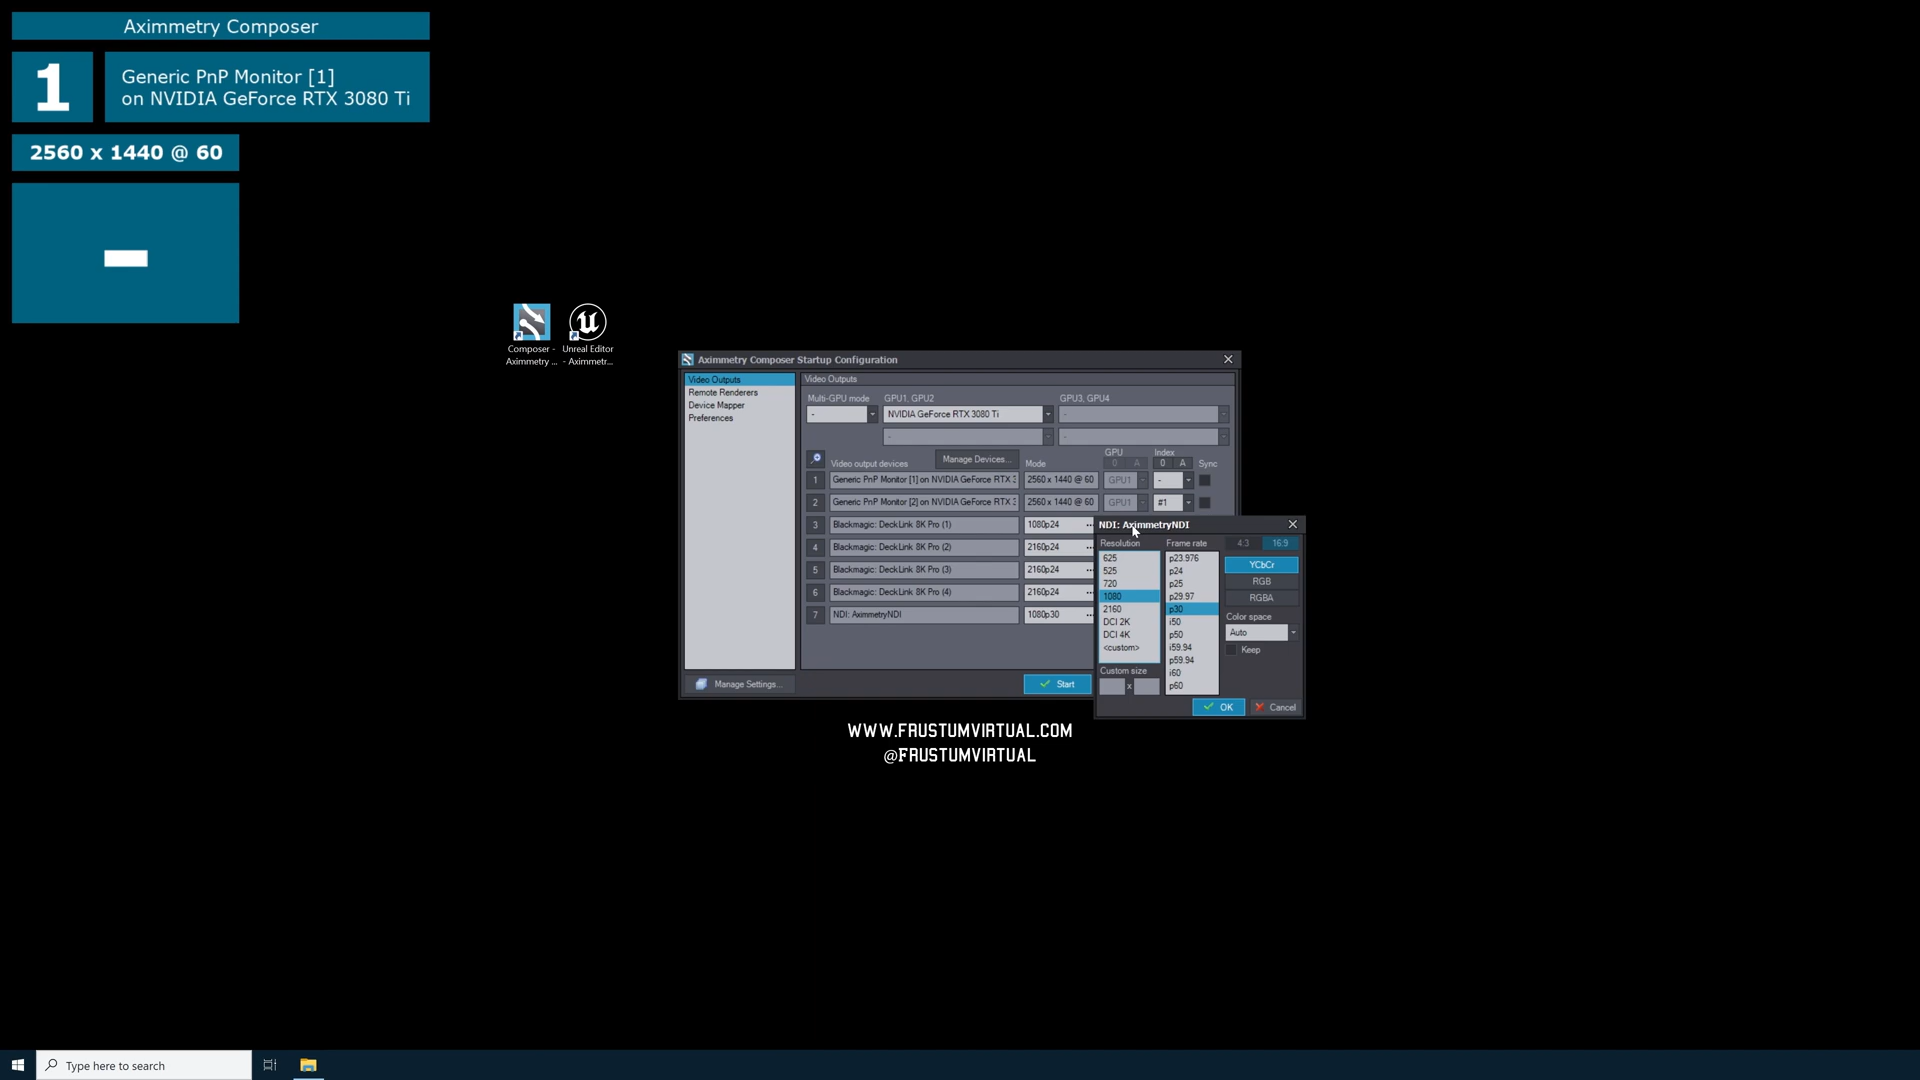 Aximmetry Composer
1
Generic PnP Monitor [1]
on NVIDIA GeForce RTX 3080 Ti
2560 x 1440 @ 60
-
Composer - Aximmetry ...
Unreal Editor - Aximmetr...
Aximmetry Composer Startup Configuration
Video Outputs
Remote Renderers
Device Mapper
Preferences
Manage Settings...
Video Outputs
Multi-GPU mode
GPU1, GPU2
GPU3, GPU4
-
NVIDIA GeForce RTX 3080 Ti
-
-
-
Video output devices
Manage Devices...
Mode
GPU
0 A
Index
0 A
Sync
1 Generic PnP Monitor [1] on NVIDIA GeForce RTX 3 2560 x 1440 @ 60 GPU1 -
2 Generic PnP Monitor [2] on NVIDIA GeForce RTX 3 2560 x 1440 @ 60 GPU1 #1
3 Blackmagic: DeckLink 8K Pro (1) 1080p24 ...
4 Blackmagic: DeckLink 8K Pro (2) 2160p24 ...
5 Blackmagic: DeckLink 8K Pro (3) 2160p24 ...
6 Blackmagic: DeckLink 8K Pro (4) 2160p24 ...
7 NDI: AximmetryNDI 1080p30 ...
Start
NDI: AximmetryNDI
Resolution
625
525
720
1080
2160
DCI 2K
DCI 4K
<custom>
Custom size
x
Frame rate
p23.976
p24
p25
p29.97
p30
i50
p50
i59.94
p59.94
i60
p60
4:3 16:9
YCbCr
RGB
RGBA
Color space
Auto
Keep
OK
Cancel
WWW.FRUSTUMVIRTUAL.COM
@FRUSTUMVIRTUAL
Type here to search